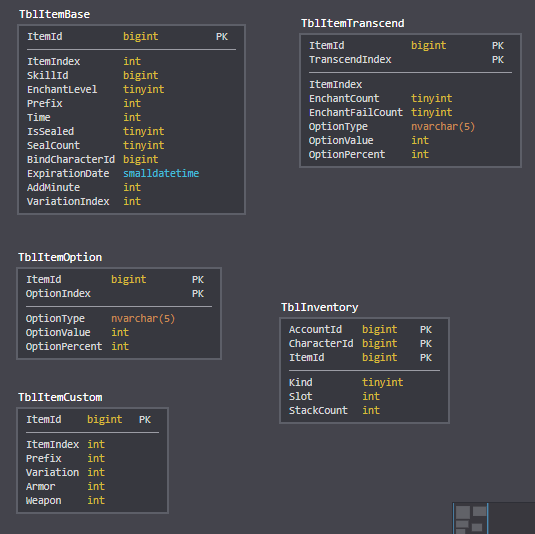 TblItemBase
ItemId bigint PK
ItemIndex int
SkillId bigint
EnchantLevel tinyint
Prefix int
Time int
IsSealed tinyint
SealCount tinyint
BindCharacterId bigint
ExpirationDate smalldatetime
AddMinute int
VariationIndex int
TblItemTranscend
ItemId bigint PK
TranscendIndex PK
ItemIndex
EnchantCount tinyint
EnchantFailCount tinyint
OptionType nvarchar(5)
OptionValue int
OptionPercent int
TblItemOption
ItemId bigint PK
OptionIndex PK
OptionType nvarchar(5)
OptionValue int
OptionPercent int
TblInventory
AccountId bigint PK
CharacterId bigint PK
ItemId bigint PK
Kind tinyint
Slot int
StackCount int
TblItemCustom
ItemId bigint PK
ItemIndex int
Prefix int
Variation int
Armor int
Weapon int